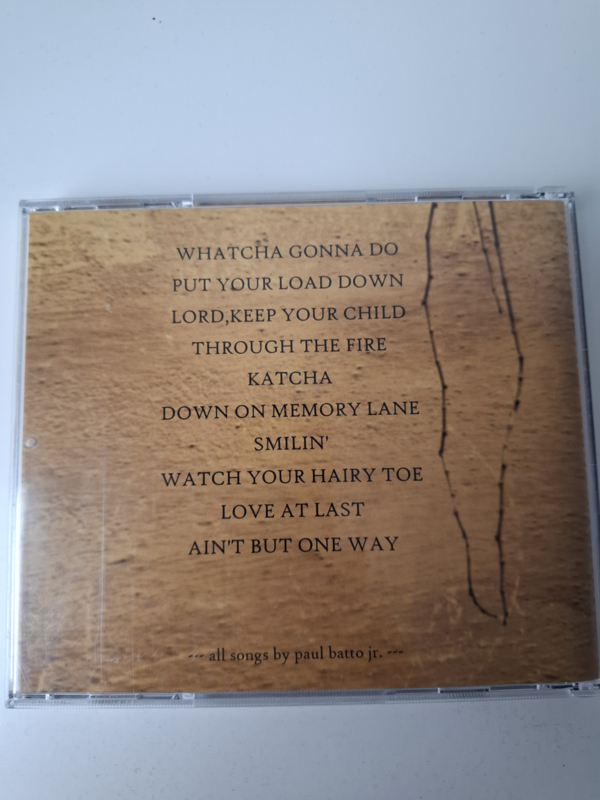 WHATCHA GONNA DO
PUT YOUR LOAD DOWN
LORD,KEEP YOUR CHILD
THROUGH THE FIRE
KATCHA
DOWN ON MEMORY LANE
SMILIN'
WATCH YOUR HAIRY TOE
LOVE AT LAST
AIN'T BUT ONE WAY
--- all songs by paul batto jr. ---